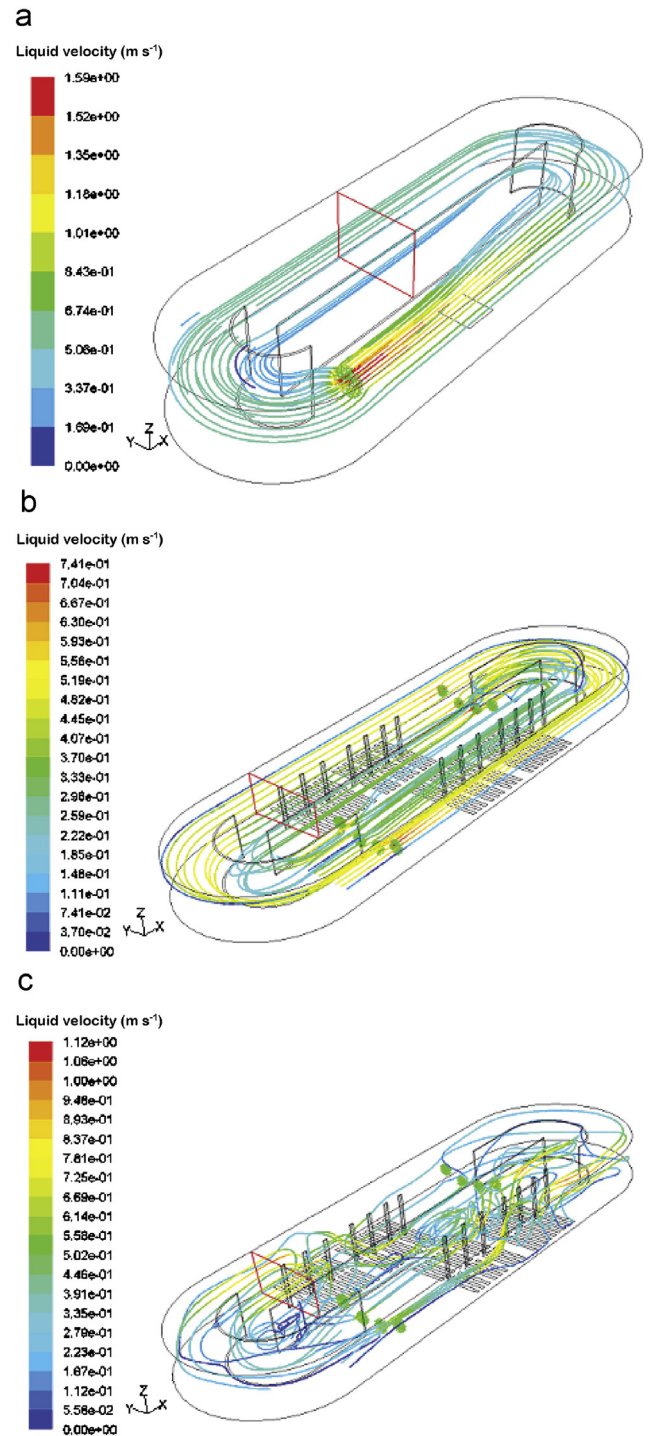 a
Liquid velocity (m s⁻¹)
1.59e+00
1.52e+00
1.35e+00
1.18e+00
1.01e+00
8.43e-01
6.74e-01
5.06e-01
3.37e-01
1.69e-01
0.00e+00
Z
Y X
b
Liquid velocity (m s⁻¹)
7.41e-01
7.04e-01
6.67e-01
6.30e-01
5.93e-01
5.56e-01
5.19e-01
4.82e-01
4.45e-01
4.07e-01
3.70e-01
3.33e-01
2.96e-01
2.59e-01
2.22e-01
1.85e-01
1.48e-01
1.11e-01
7.41e-02
3.70e-02
0.00e+00
Z
Y X
c
Liquid velocity (m s⁻¹)
1.12e+00
1.06e+00
1.00e+00
9.48e-01
8.93e-01
8.37e-01
7.81e-01
7.25e-01
6.69e-01
6.14e-01
5.58e-01
5.02e-01
4.46e-01
3.91e-01
3.35e-01
2.79e-01
2.23e-01
1.67e-01
1.12e-01
5.58e-02
0.00e+00
Z
Y X